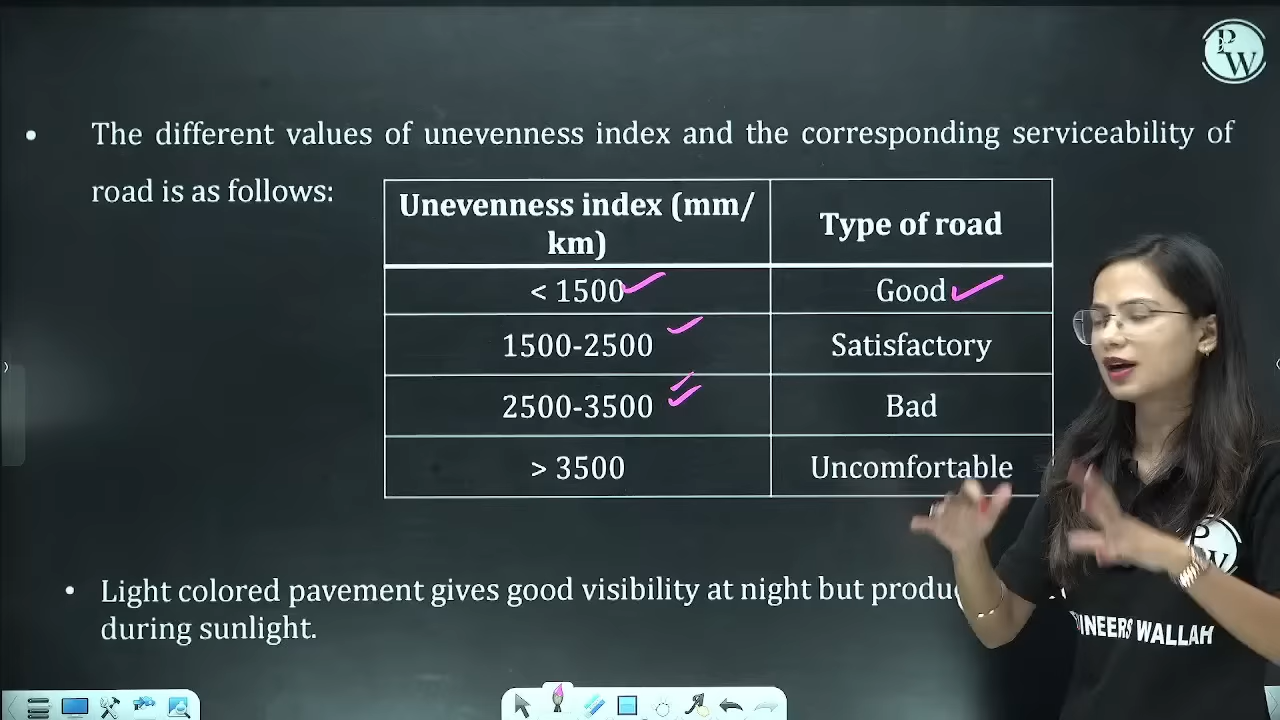 PW
• The different values of unevenness index and the corresponding serviceability of
road is as follows:
Unevenness index (mm/
km)
Type of road
< 1500
Good
1500-2500
Satisfactory
2500-3500
Bad
> 3500
Uncomfortable
• Light colored pavement gives good visibility at night but
during sunlight.
PW
WALLAH